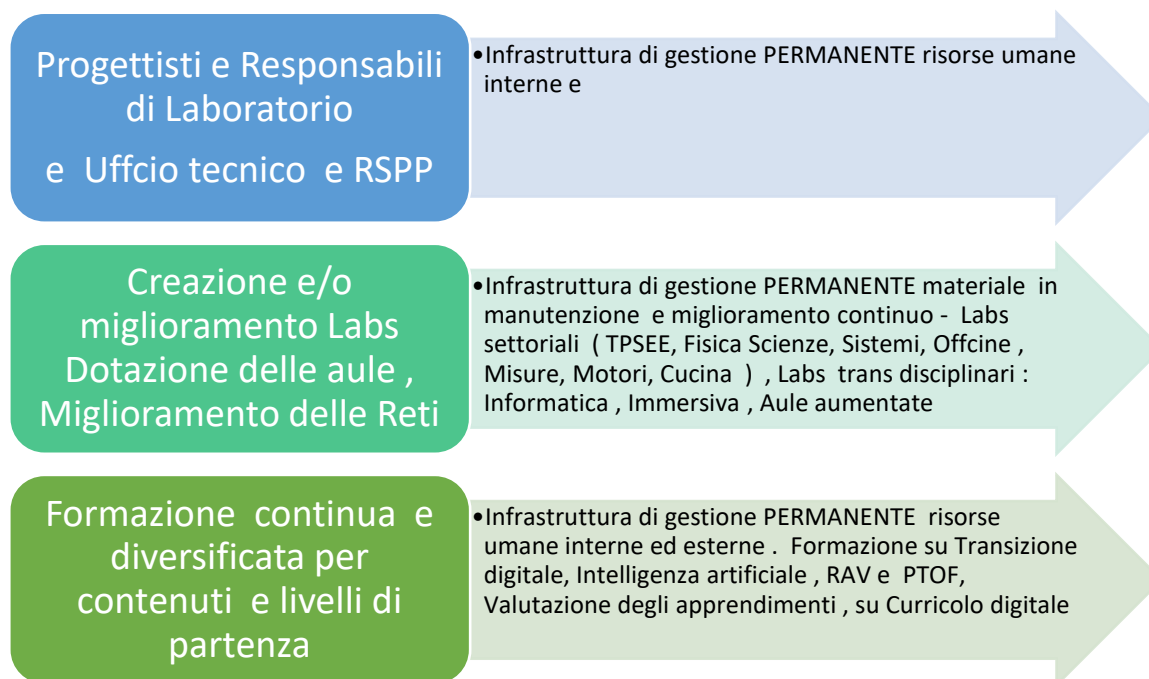 Progettisti e Responsabili
di Laboratorio
e Uffcio tecnico e RSPP
•Infrastruttura di gestione PERMANENTE risorse umane
interne e
Creazione e/o
miglioramento Labs
Dotazione delle aule ,
Miglioramento delle Reti
•Infrastruttura di gestione PERMANENTE materiale in
manutenzione e miglioramento continuo - Labs
settoriali ( TPSEE, Fisica Scienze, Sistemi, Offcine ,
Misure, Motori, Cucina ) , Labs trans disciplinari :
Informatica , Immersiva , Aule aumentate
Formazione continua e
diversificata per
contenuti e livelli di
partenza
•Infrastruttura di gestione PERMANENTE risorse
umane interne ed esterne . Formazione su Transizione
digitale, Intelligenza artificiale , RAV e PTOF,
Valutazione degli apprendimenti , su Curricolo digitale